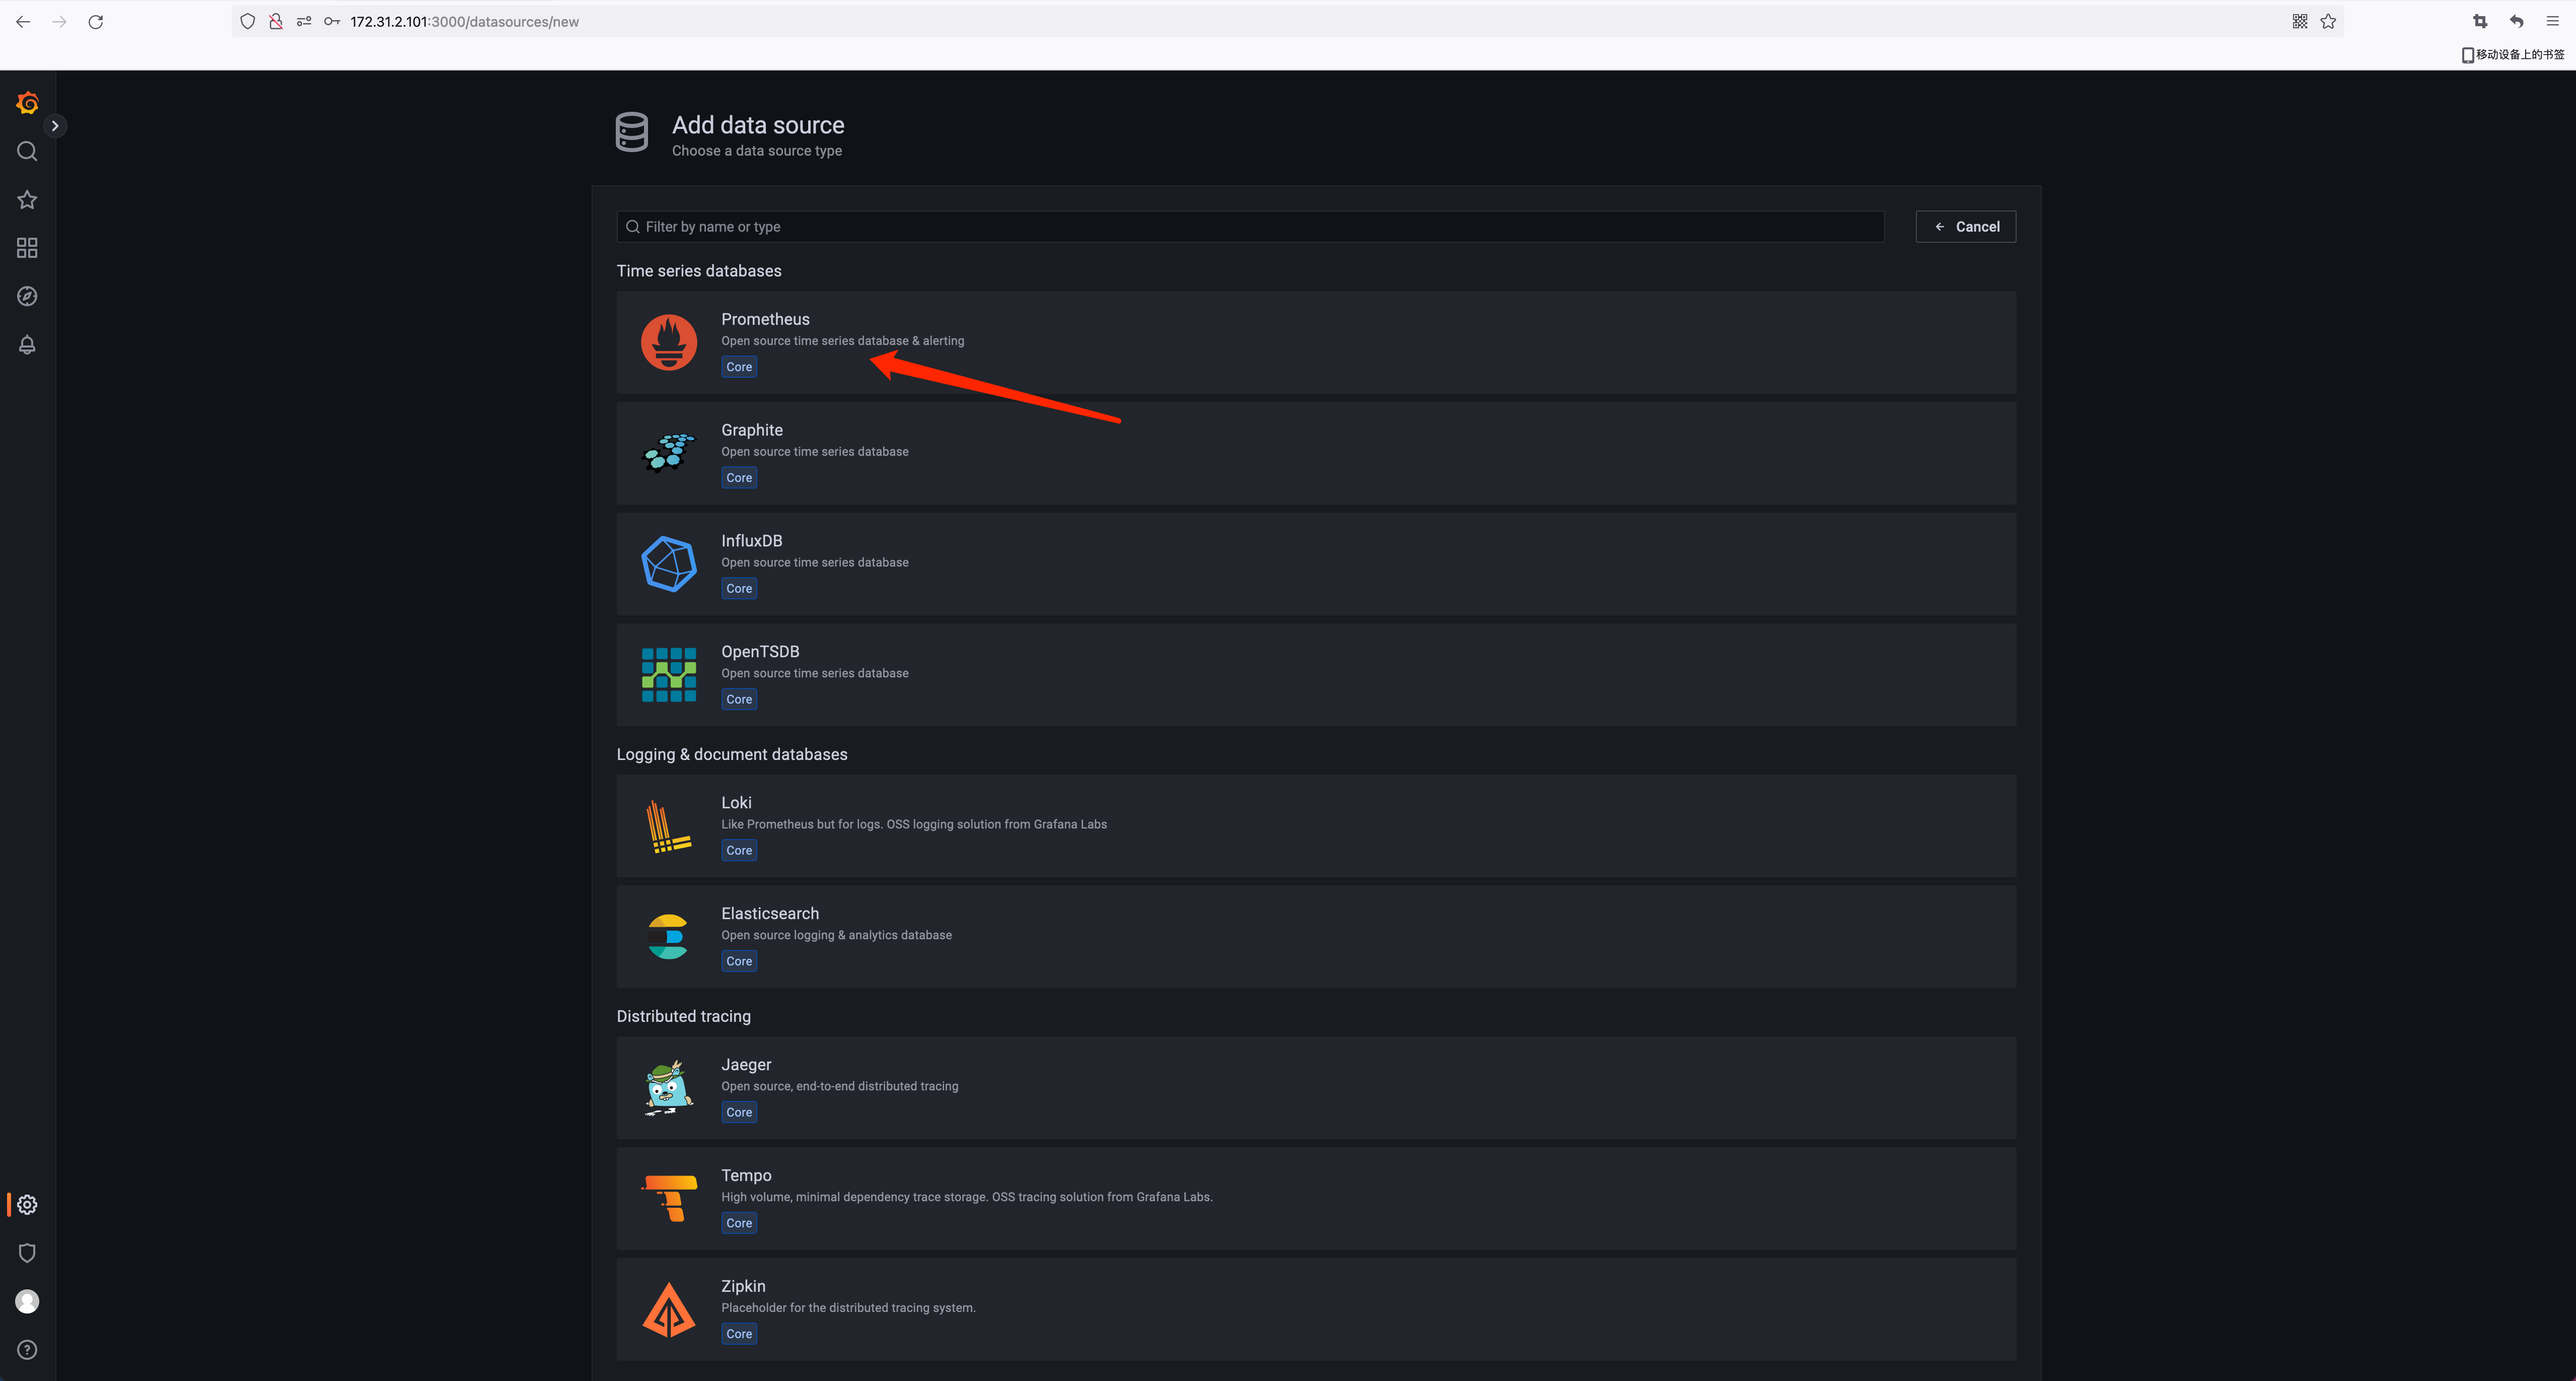 172.31.2.101:3000/datasources/new
移动设备上的书签
Add data source
Choose a data source type
Filter by name or type
Cancel
Time series databases
Prometheus
Open source time series database & alerting
Core
Graphite
Open source time series database
Core
InfluxDB
Open source time series database
Core
OpenTSDB
Open source time series database
Core
Logging & document databases
Loki
Like Prometheus but for logs. OSS logging solution from Grafana Labs
Core
Elasticsearch
Open source logging & analytics database
Core
Distributed tracing
Jaeger
Open source, end-to-end distributed tracing
Core
Tempo
High volume, minimal dependency trace storage. OSS tracing solution from Grafana Labs.
Core
Zipkin
Placeholder for the distributed tracing system.
Core